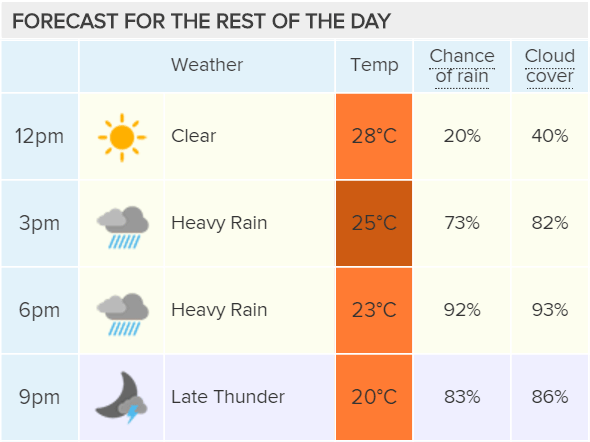 FORECAST FOR THE REST OF THE DAY
Weather Temp Chance of rain Cloud cover
12pm Clear 28°C 20% 40%
3pm Heavy Rain 25°C 73% 82%
6pm Heavy Rain 23°C 92% 93%
9pm Late Thunder 20°C 83% 86%